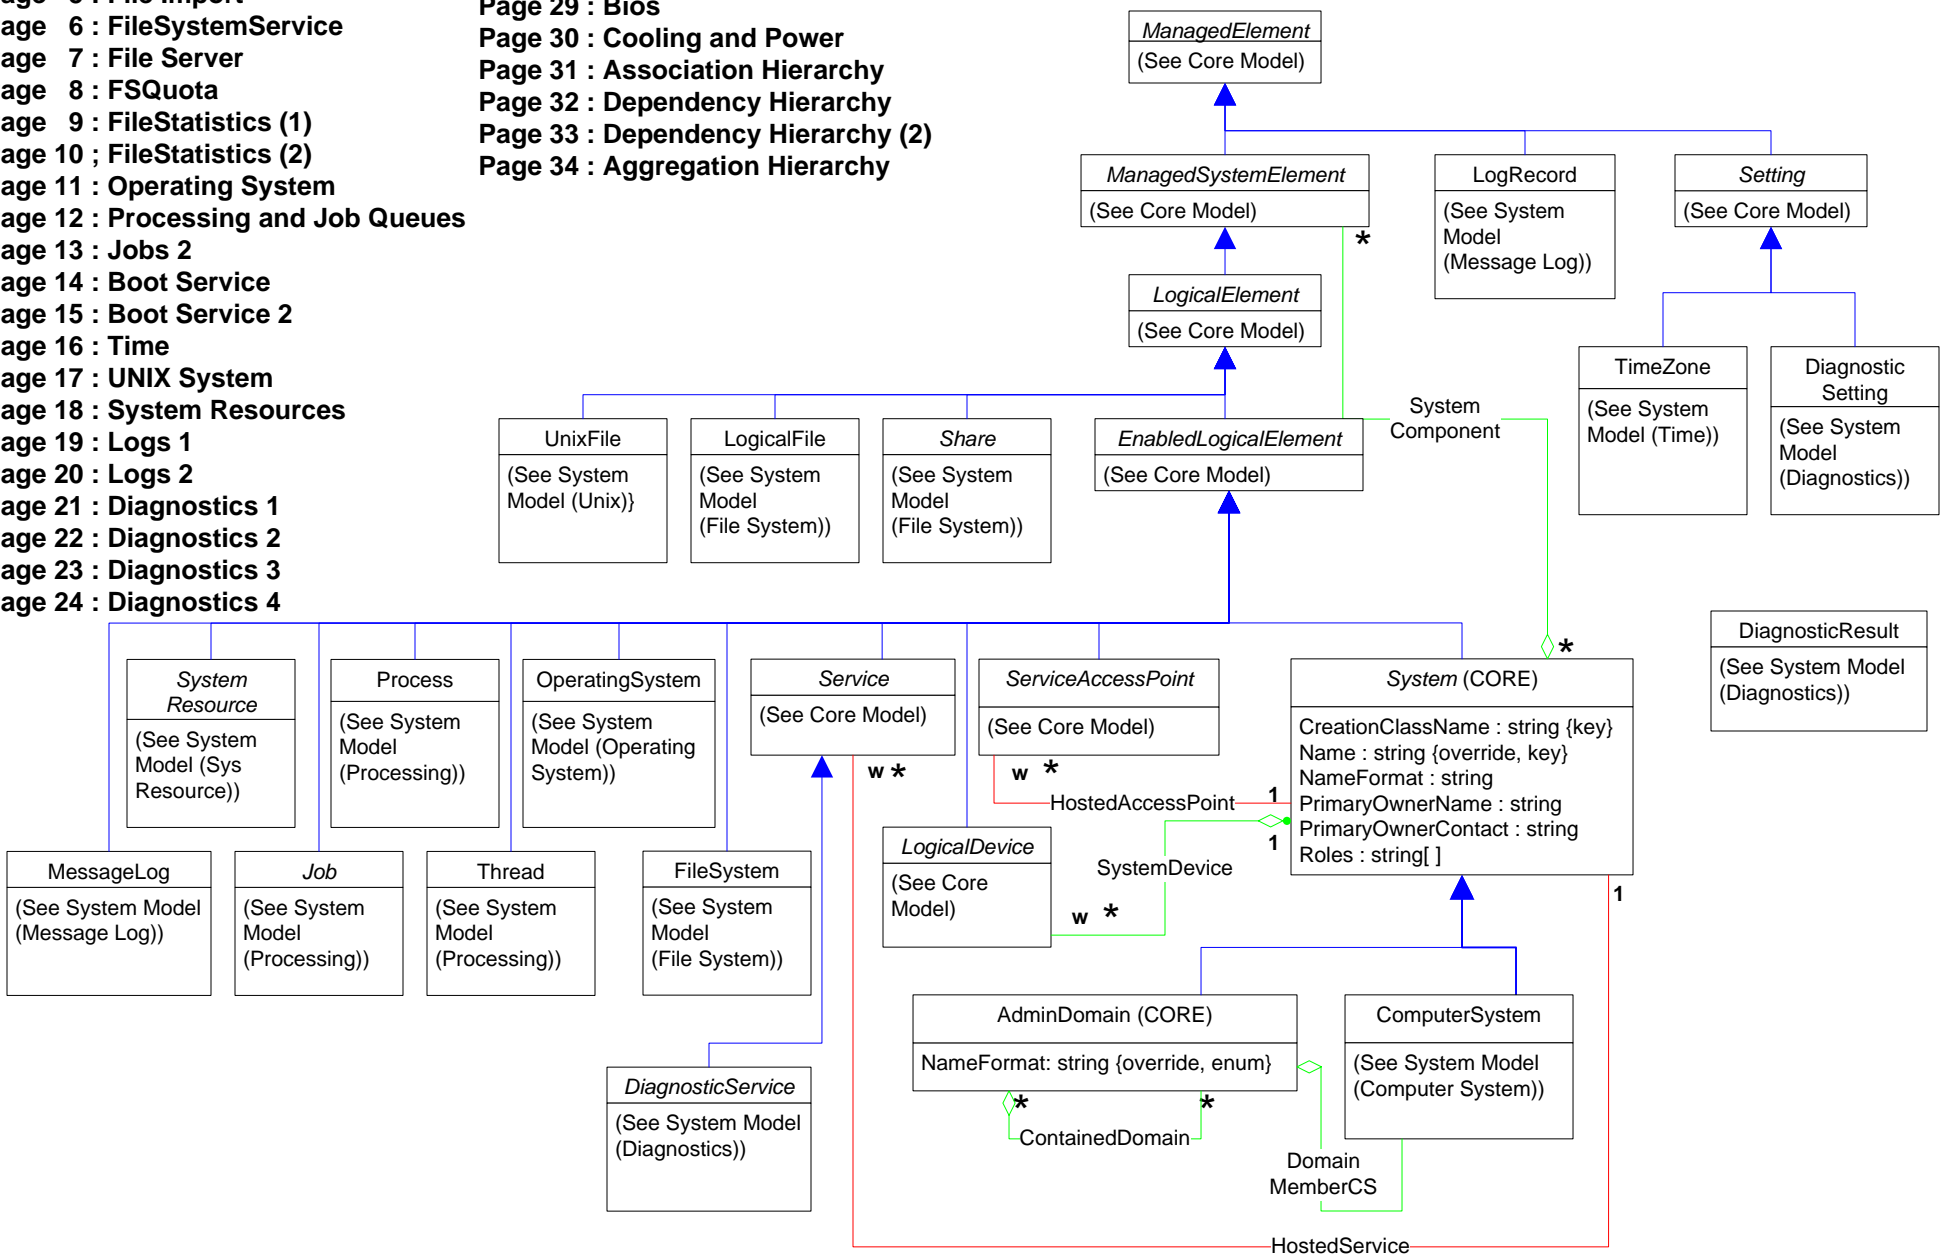 age   5 : File Import
age   6 : FileSystemService
age   7 : File Server
age   8 : FSQuota
age   9 : FileStatistics (1)
age 10 ; FileStatistics (2)
age 11 : Operating System
age 12 : Processing and Job Queues
age 13 : Jobs 2
age 14 : Boot Service
age 15 : Boot Service 2
age 16 : Time
age 17 : UNIX System
age 18 : System Resources
age 19 : Logs 1
age 20 : Logs 2
age 21 : Diagnostics 1
age 22 : Diagnostics 2
age 23 : Diagnostics 3
age 24 : Diagnostics 4
Page 29 : Bios
Page 30 : Cooling and Power
Page 31 : Association Hierarchy
Page 32 : Dependency Hierarchy
Page 33 : Dependency Hierarchy (2)
Page 34 : Aggregation Hierarchy
ManagedElement
(See Core Model)
ManagedSystemElement
(See Core Model)
*
LogRecord
(See System
Model
(Message Log))
Setting
(See Core Model)
LogicalElement
(See Core Model)
TimeZone
(See System
Model (Time))
Diagnostic
Setting
(See System
Model
(Diagnostics))
UnixFile
(See System
Model (Unix)}
LogicalFile
(See System
Model
(File System))
Share
(See System
Model
(File System))
EnabledLogicalElement
(See Core Model)
System
Component
*
DiagnosticResult
(See System Model
(Diagnostics))
System
Resource
(See System
Model (Sys
Resource))
Process
(See System
Model
(Processing))
OperatingSystem
(See System
Model (Operating
System))
Service
(See Core Model)
w *
ServiceAccessPoint
(See Core Model)
w *
HostedAccessPoint
1
System (CORE)
CreationClassName : string {key}
Name : string {override, key}
NameFormat : string
PrimaryOwnerName : string
PrimaryOwnerContact : string
Roles : string[ ]
1
1
MessageLog
(See System Model
(Message Log))
Job
(See System
Model
(Processing))
Thread
(See System
Model
(Processing))
FileSystem
(See System
Model
(File System))
LogicalDevice
(See Core
Model)
SystemDevice
w *
AdminDomain (CORE)
NameFormat: string {override, enum}
*
*
ContainedDomain
ComputerSystem
(See System Model
(Computer System))
Domain
MemberCS
DiagnosticService
(See System Model
(Diagnostics))
HostedService